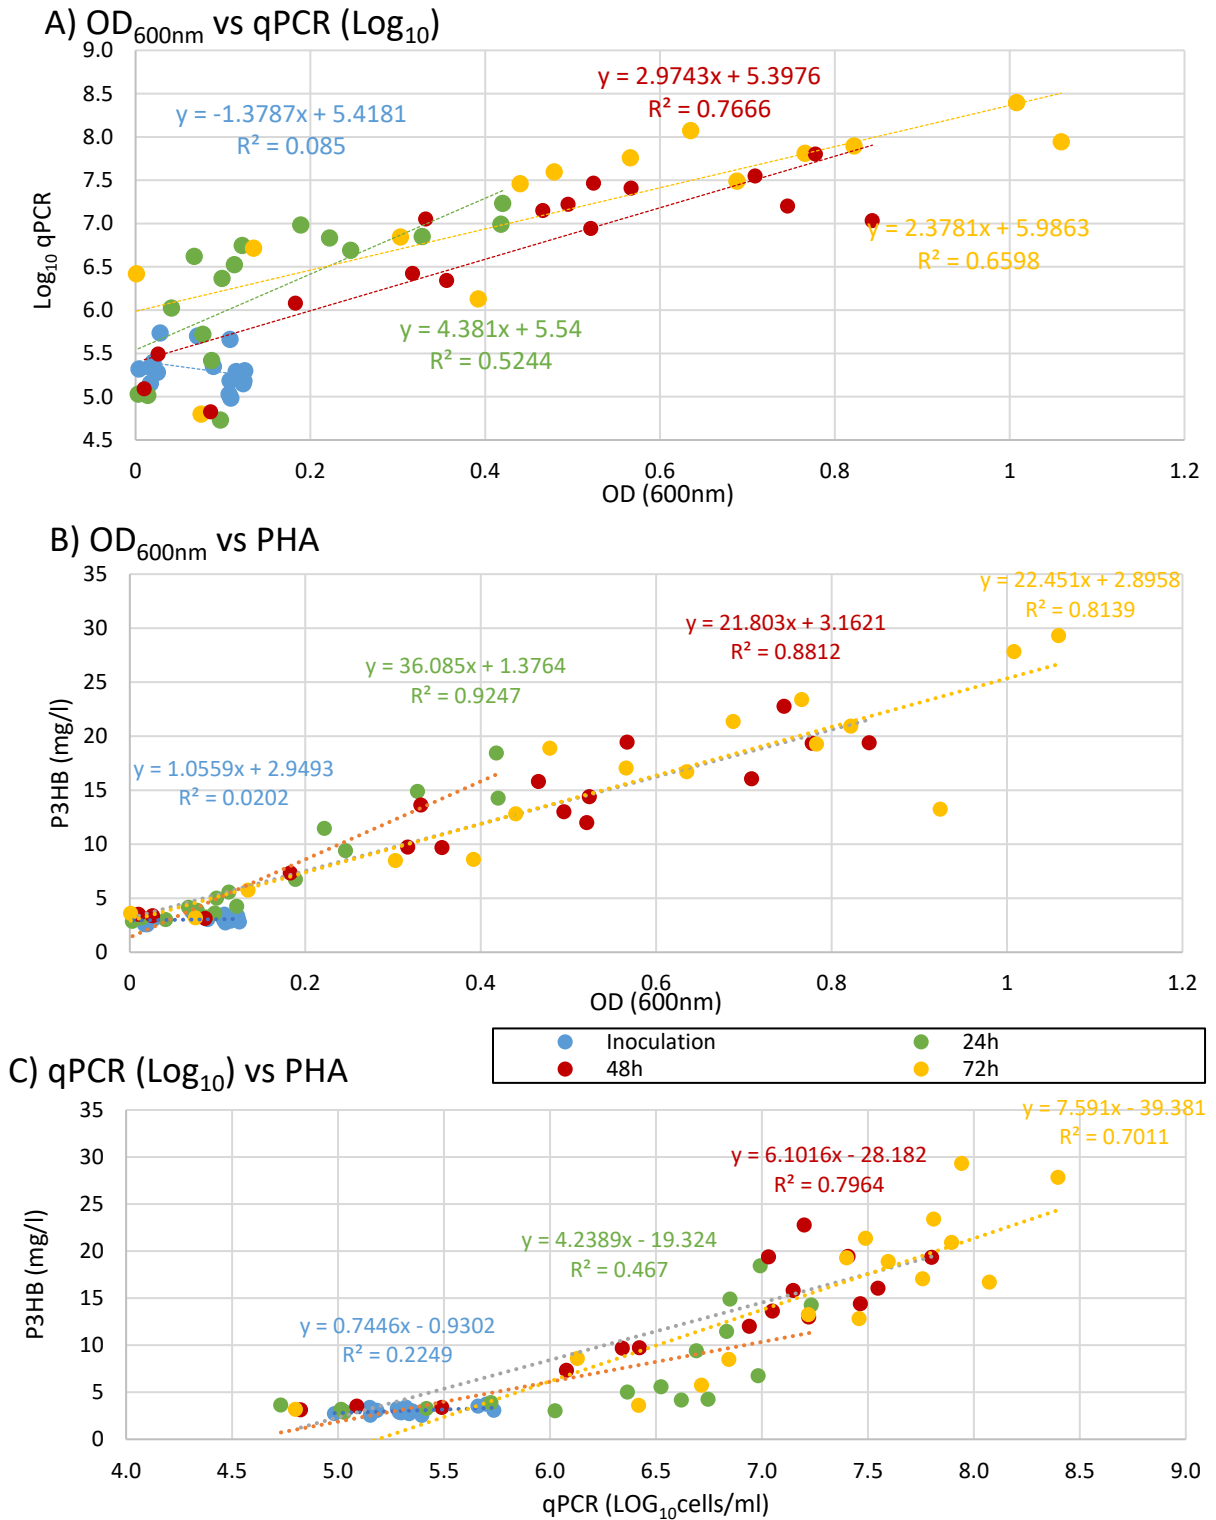 A) OD600nm vs qPCR (Log10)
9.0
8.5
8.0
7.5
7.0
6.5
6.0
5.5
5.0
4.5
Log10 qPCR
y = -1.3787x + 5.4181
R² = 0.085
y = 2.9743x + 5.3976
R² = 0.7666
y = 2.3781x + 5.9863
R² = 0.6598
y = 4.381x + 5.54
R² = 0.5244
0 0.2 0.4 0.6 0.8 1 1.2
OD (600nm)
B) OD600nm vs PHA
35
30
25
20
15
10
5
0
P3HB (mg/l)
y = 22.451x + 2.8958
R² = 0.8139
y = 21.803x + 3.1621
R² = 0.8812
y = 36.085x + 1.3764
R² = 0.9247
y = 1.0559x + 2.9493
R² = 0.0202
0 0.2 0.4 0.6 0.8 1 1.2
OD (600nm)
Inoculation 24h
48h 72h
C) qPCR (Log10) vs PHA
35
30
25
20
15
10
5
0
P3HB (mg/l)
y = 7.591x - 39.381
R² = 0.7011
y = 6.1016x - 28.182
R² = 0.7964
y = 4.2389x - 19.324
R² = 0.467
y = 0.7446x - 0.9302
R² = 0.2249
4.0 4.5 5.0 5.5 6.0 6.5 7.0 7.5 8.0 8.5 9.0
qPCR (LOG10cells/ml)